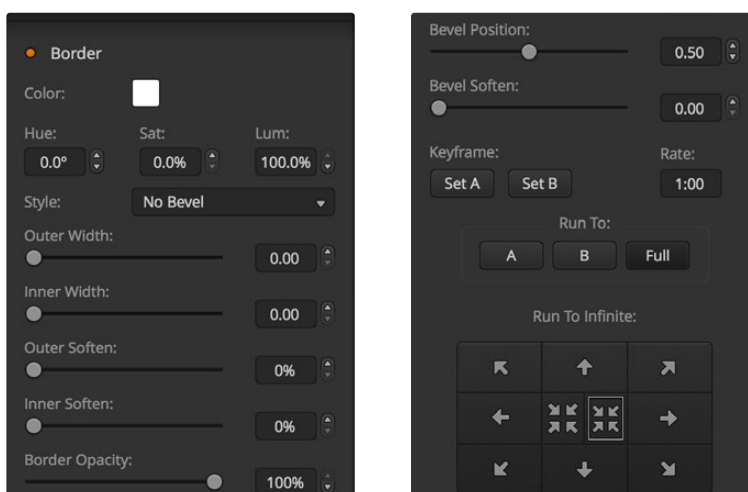 Border
Color:
Hue: Sat: Lum:
0.0° 0.0% 100.0%
Style: No Bevel
Outer Width:
0.00
Inner Width:
0.00
Outer Soften:
0%
Inner Soften:
0%
Border Opacity:
100%
Bevel Position:
0.50
Bevel Soften:
0.00
Keyframe: Rate:
Set A Set B 1:00
Run To:
A B Full
Run To Infinite: